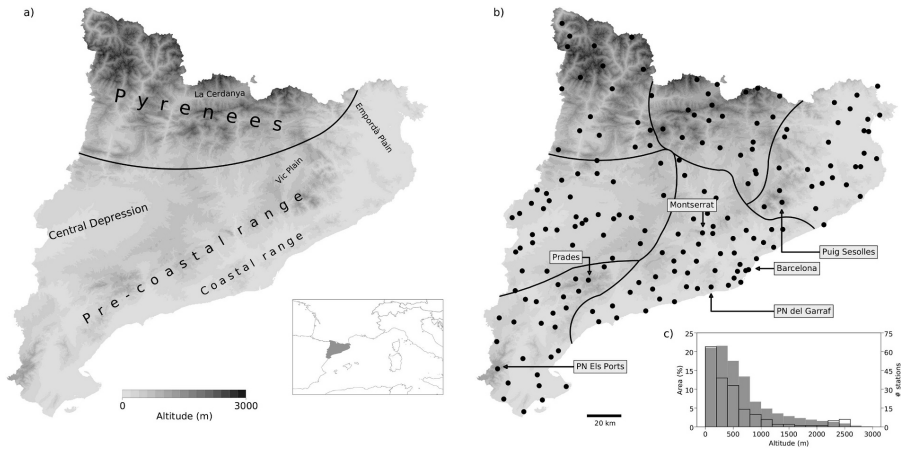 a)
La Cerdanya
Pyrenees
Empordà Plain
Vic Plain
Central Depression
Pre-coastal range
Coastal range
0
3000
Altitude (m)
b)
Montserrat
Prades
Puig Sesolles
Barcelona
PN del Garraf
PN Els Ports
20 km
c)
25
20
15
10
5
0
Area (%)
75
60
45
30
15
0
# stations
0 500 1000 1500 2000 2500 3000
Altitude (m)